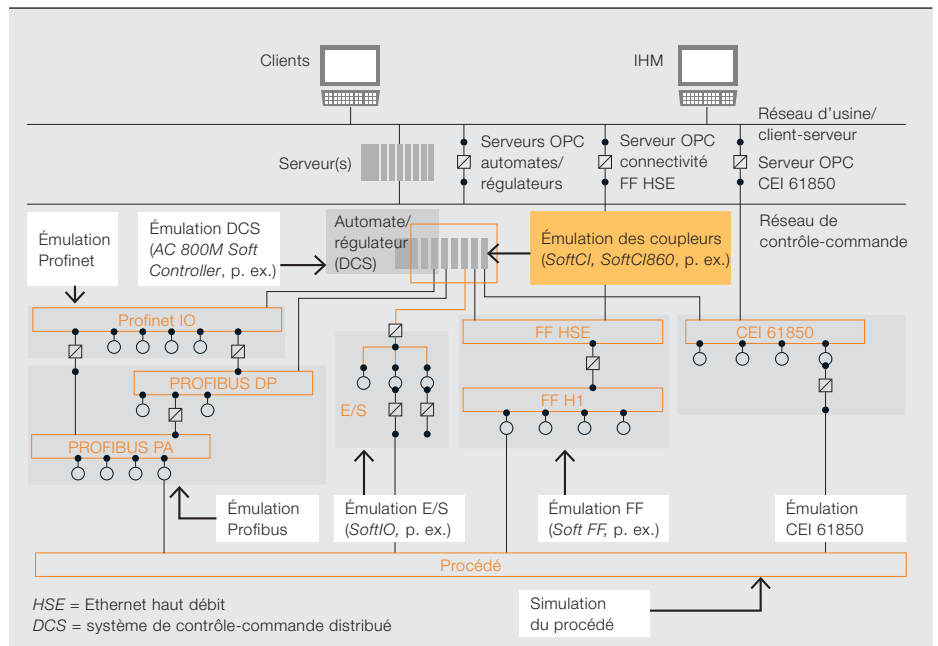 Clients
IHM
Réseau d'usine/
client-serveur
Serveur(s)
Serveurs OPC
automates/
régulateurs
Serveur OPC
connectivité
FF HSE
Serveur OPC
CEI 61850
Réseau de
contrôle-commande
Émulation
Profinet
Émulation DCS
(AC 800M Soft
Controller, p. ex.)
Automate/
régulateur
(DCS)
Émulation des coupleurs
(SoftCI, SoftCI860, p. ex.)
Profinet IO
FF HSE
CEI 61850
PROFIBUS DP
E/S
FF H1
PROFIBUS PA
Émulation
Profibus
Émulation E/S
(SoftIO, p. ex.)
Émulation FF
(Soft FF, p. ex.)
Émulation
CEI 61850
Procédé
HSE = Ethernet haut débit
DCS = système de contrôle-commande distribué
Simulation
du procédé